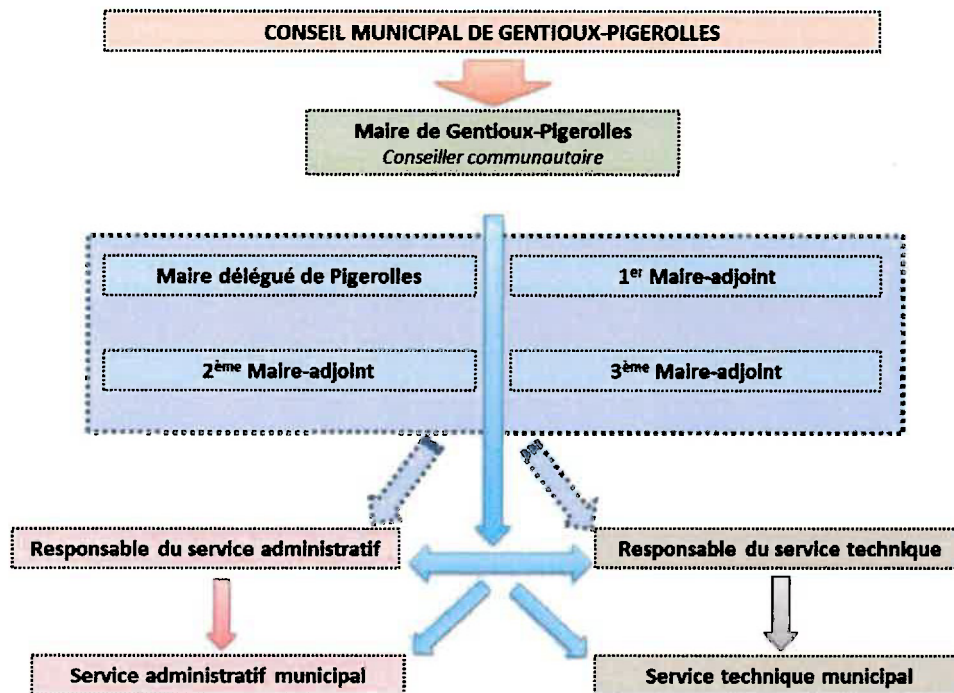 CONSEIL MUNICIPAL DE GENTIOUX-PIGEROLLES
Maire de Gentioux-Pigerolles
Conseiller communautaire
Maire délégué de Pigerolles
1er Maire-adjoint
2ème Maire-adjoint
3ème Maire-adjoint
Responsable du service administratif
Responsable du service technique
Service administratif municipal
Service technique municipal